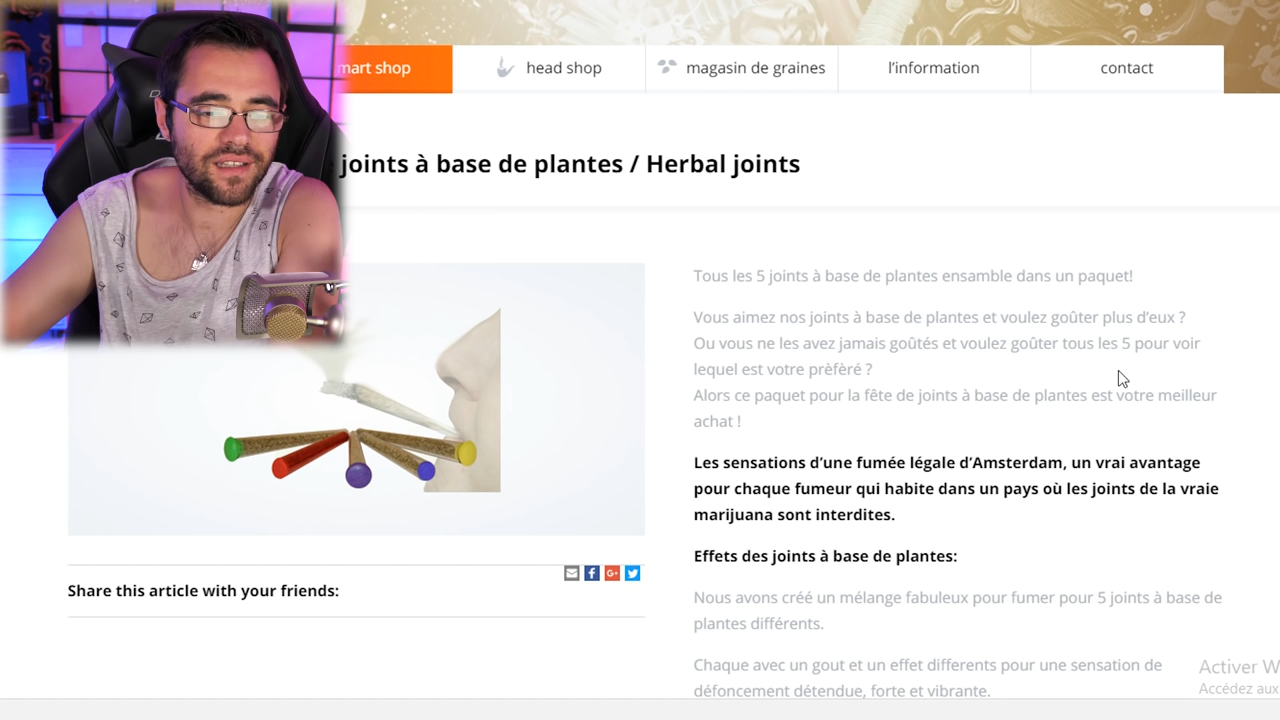 mart shop
head shop
magasin de graines
l’information
contact
joints à base de plantes / Herbal joints
Tous les 5 joints à base de plantes ensamble dans un paquet!
Vous aimez nos joints à base de plantes et voulez goûter plus d’eux ?
Ou vous ne les avez jamais goûtés et voulez goûter tous les 5 pour voir
lequel est votre prèfèré ?
Alors ce paquet pour la fête de joints à base de plantes est votre meilleur
achat !
Les sensations d’une fumée légale d’Amsterdam, un vrai avantage
pour chaque fumeur qui habite dans un pays où les joints de la vraie
marijuana sont interdites.
Effets des joints à base de plantes:
Nous avons créé un mélange fabuleux pour fumer pour 5 joints à base de
plantes différents.
Chaque avec un gout et un effet differents pour une sensation de
défoncement détendue, forte et vibrante.
Share this article with your friends:
Activer W
Accédez aux